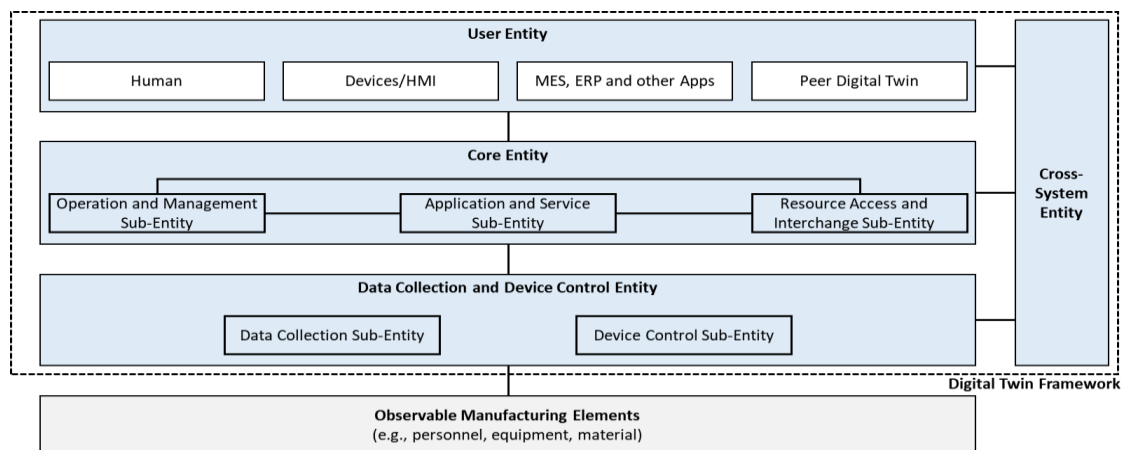 User Entity
Human
Devices/HMI
MES, ERP and other Apps
Peer Digital Twin
Core Entity
Operation and Management
Sub-Entity
Application and Service
Sub-Entity
Resource Access and
Interchange Sub-Entity
Cross-
System
Entity
Data Collection and Device Control Entity
Data Collection Sub-Entity
Device Control Sub-Entity
Digital Twin Framework
Observable Manufacturing Elements
(e.g., personnel, equipment, material)